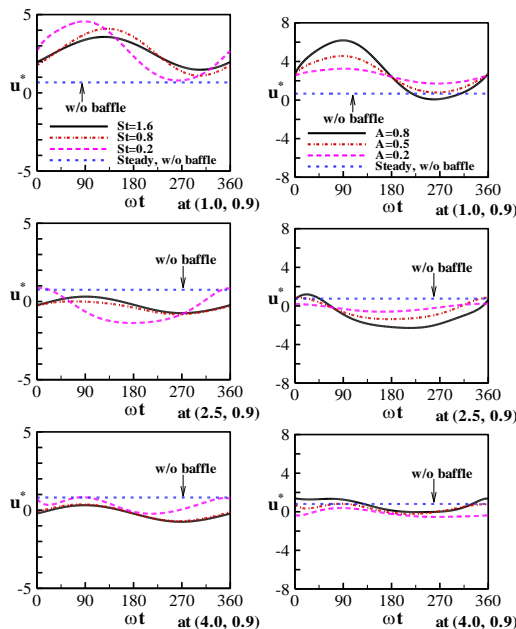 5
u*
0
w/o baffle
St=1.6
St=0.8
St=0.2
Steady, w/o baffle
-5
0 90 180 270 360
ωt
at (1.0, 0.9)
8
4
u*
0
w/o baffle
-4
A=0.8
A=0.5
A=0.2
Steady, w/o baffle
-8
0 90 180 270 360
ωt
at (1.0, 0.9)
5
w/o baffle
u*
0
-5
0 90 180 270 360
ωt
at (2.5, 0.9)
8
4
w/o baffle
u*
0
-4
-8
0 90 180 270 360
ωt
at (2.5, 0.9)
5
w/o baffle
u*
0
-5
0 90 180 270 360
ωt
at (4.0, 0.9)
8
4
w/o baffle
u*
0
-4
-8
0 90 180 270 360
ωt
at (4.0, 0.9)